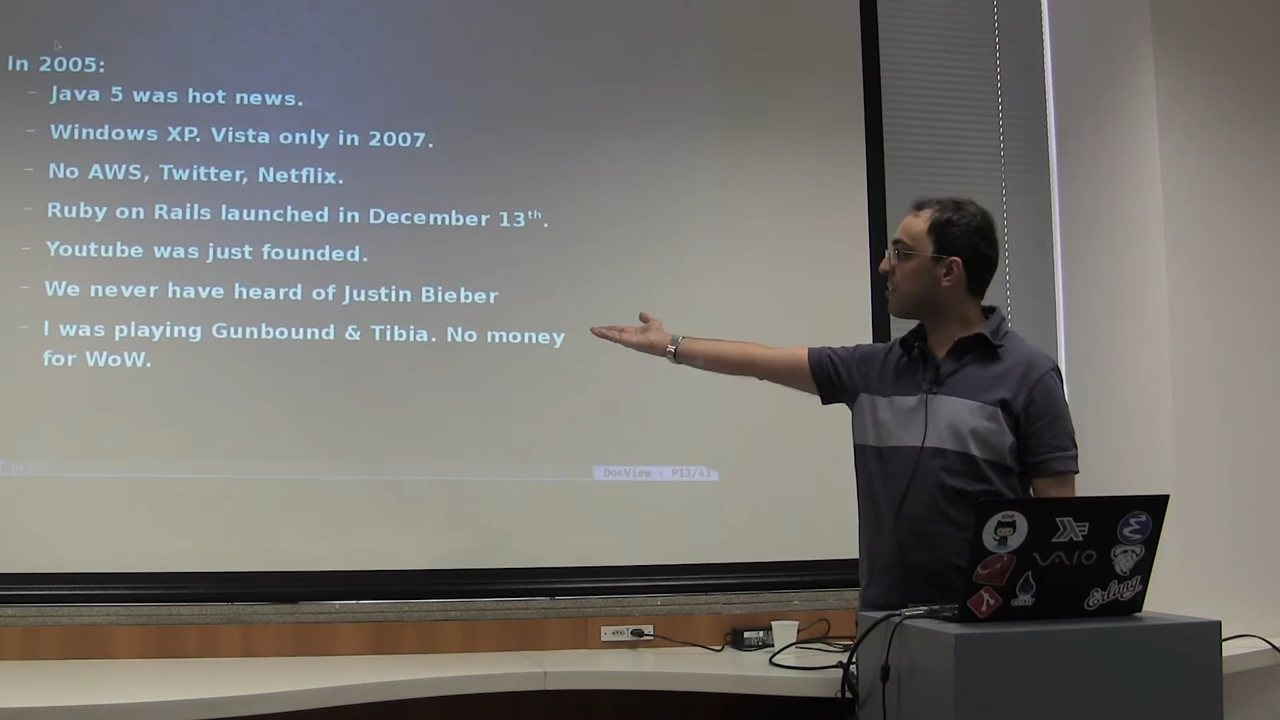 In 2005:
– Java 5 was hot news.
– Windows XP. Vista only in 2007.
– No AWS, Twitter, Netflix.
– Ruby on Rails launched in December 13th.
– Youtube was just founded.
– We never have heard of Justin Bieber
– I was playing Gunbound & Tibia. No money
for WoW.
DocView : P13/41
VAIO
Erlang